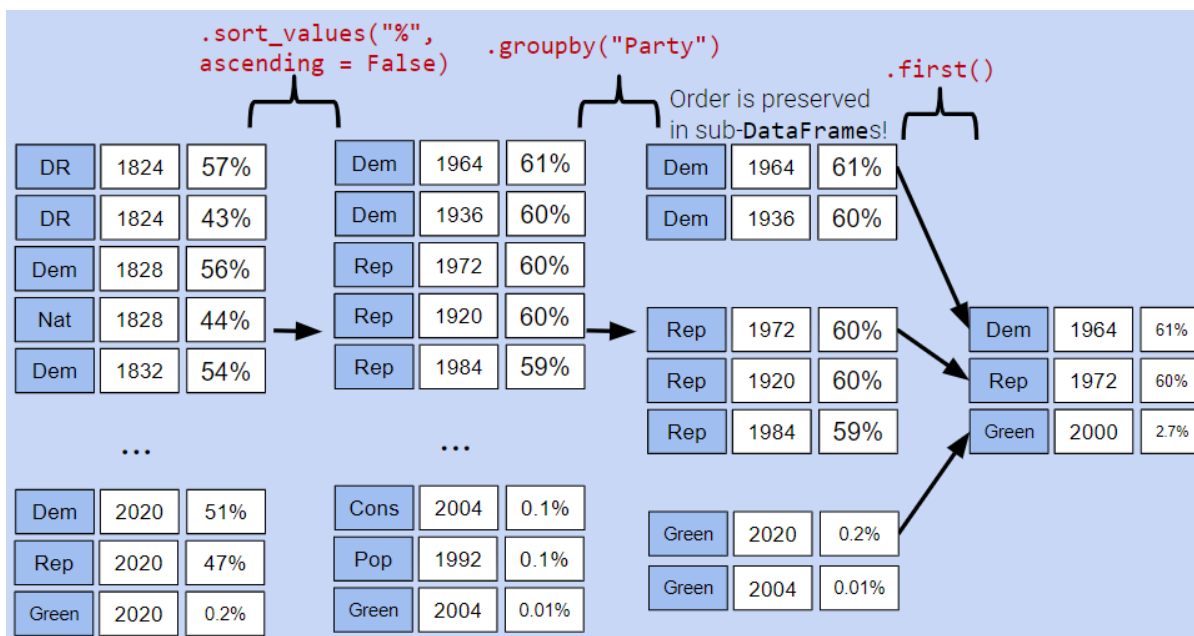 .sort_values("%",
ascending = False)
.groupby("Party")
.first()
Order is preserved
in sub-DataFrames!
DR 1824 57%
DR 1824 43%
Dem 1828 56%
Nat 1828 44%
Dem 1832 54%
...
Dem 2020 51%
Rep 2020 47%
Green 2020 0.2%
Dem 1964 61%
Dem 1936 60%
Rep 1972 60%
Rep 1920 60%
Rep 1984 59%
...
Cons 2004 0.1%
Pop 1992 0.1%
Green 2004 0.01%
Dem 1964 61%
Dem 1936 60%
Rep 1972 60%
Rep 1920 60%
Rep 1984 59%
Green 2020 0.2%
Green 2004 0.01%
Dem 1964 61%
Rep 1972 60%
Green 2000 2.7%